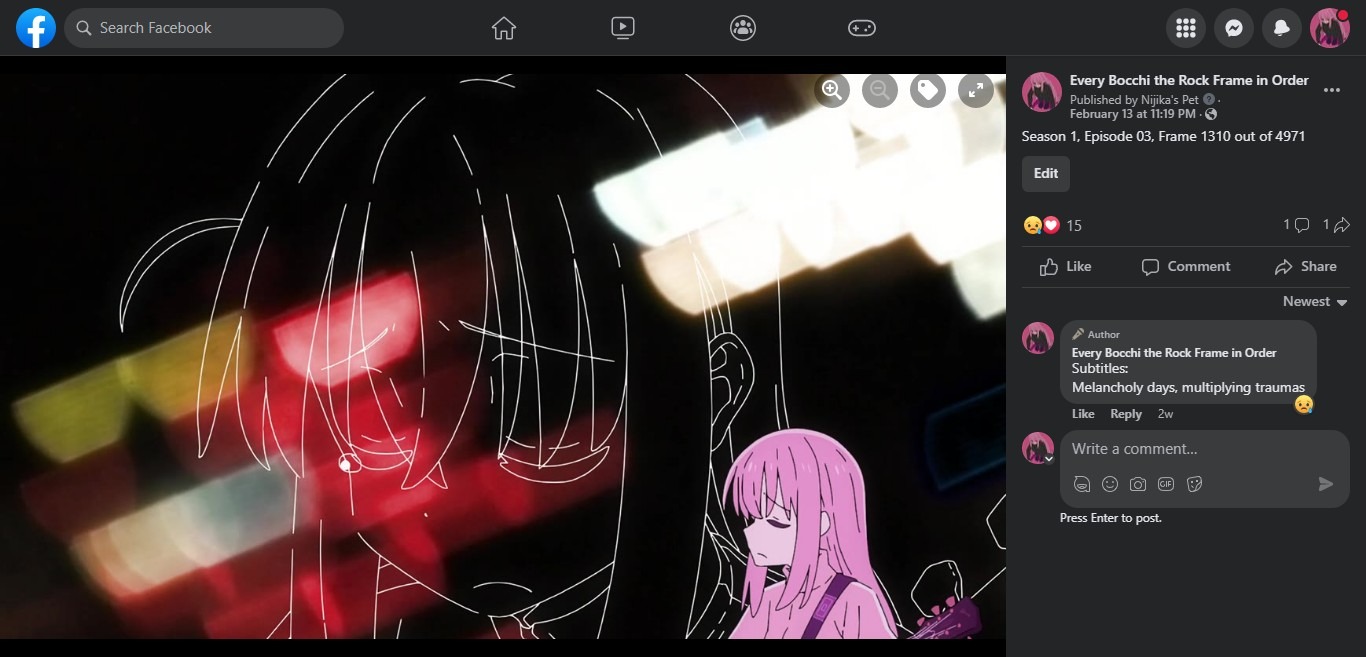 Search Facebook
Every Bocchi the Rock Frame in Order
Published by Nijika's Pet ·
February 13 at 11:19 PM ·
Season 1, Episode 03, Frame 1310 out of 4971
Edit
15
1
1
Like
Comment
Share
Newest
Author
Every Bocchi the Rock Frame in Order
Subtitles:
Melancholy days, multiplying traumas
Like Reply 2w
Write a comment...
GIF
Press Enter to post.